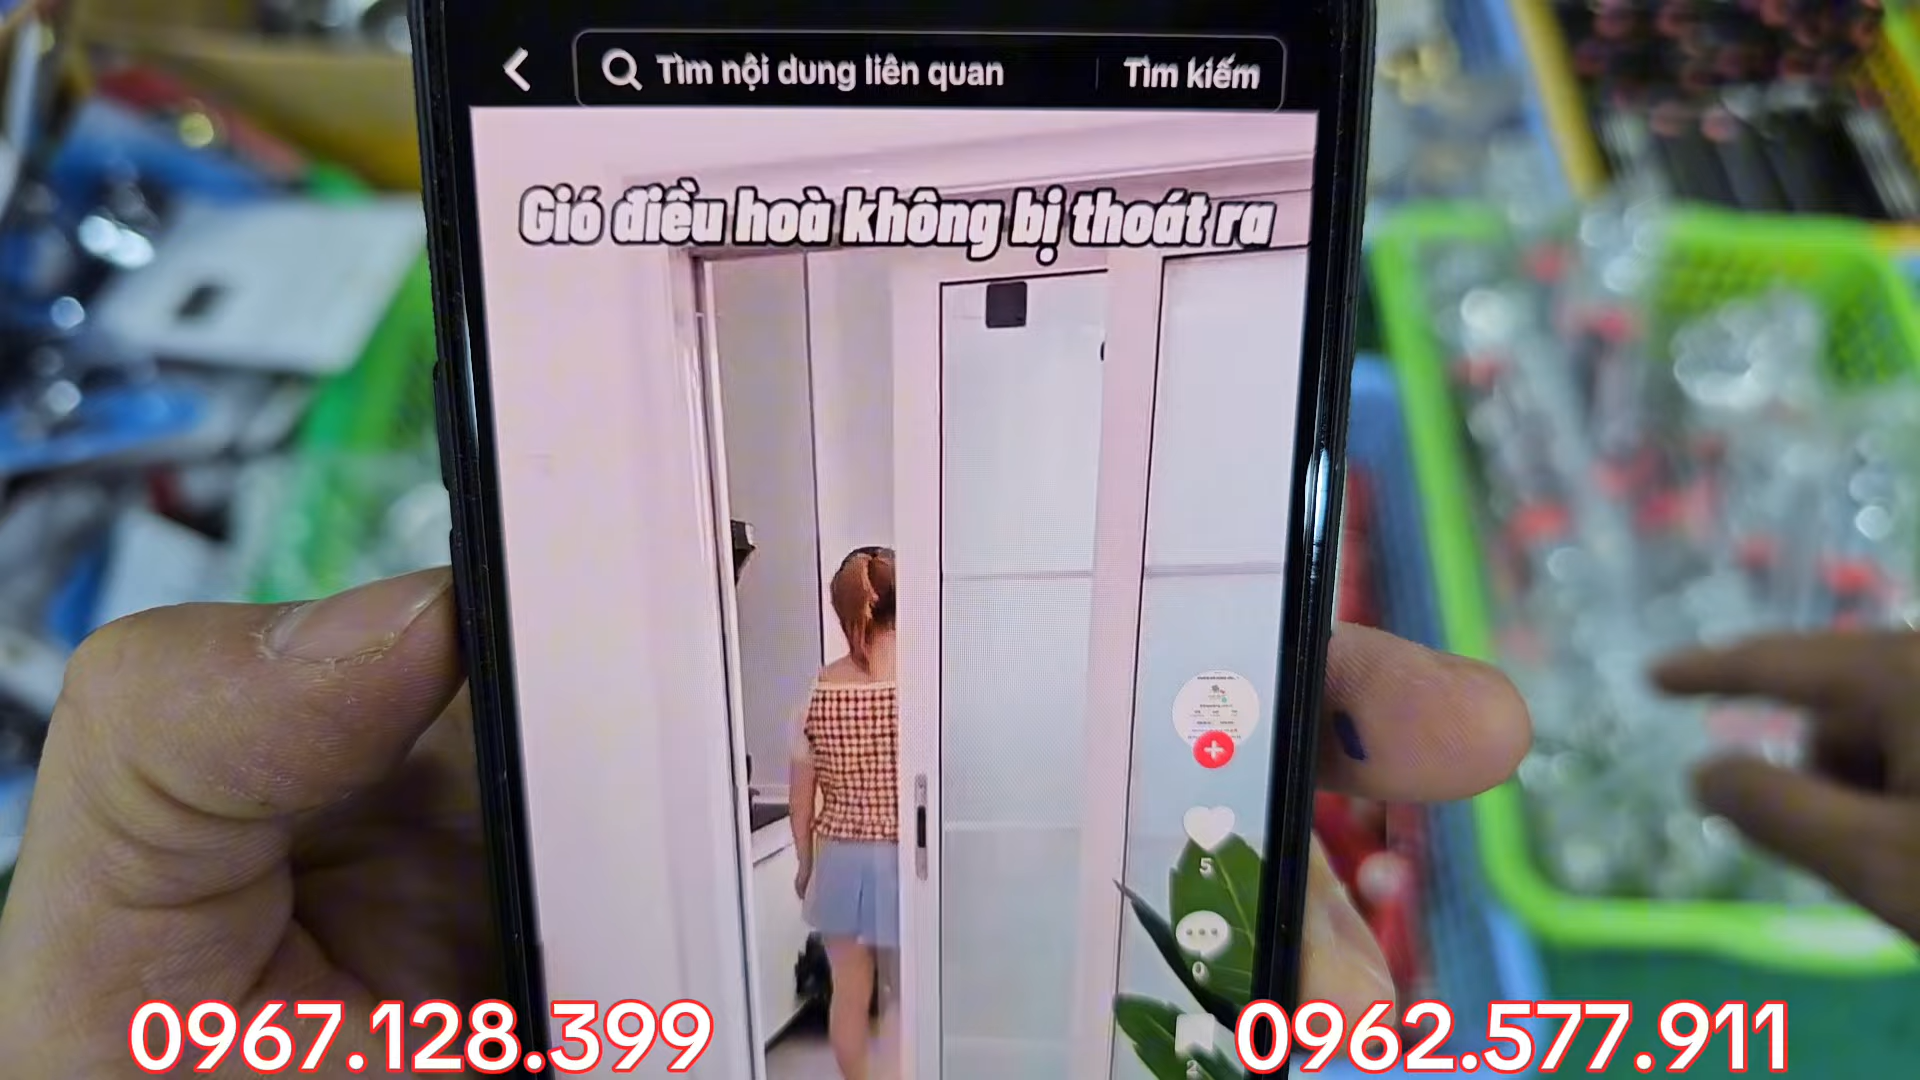 Tìm nội dung liên quan
Tìm kiếm
Gió điều hoà không bị thoát ra
5
0
2
0967.128.399
0962.577.911